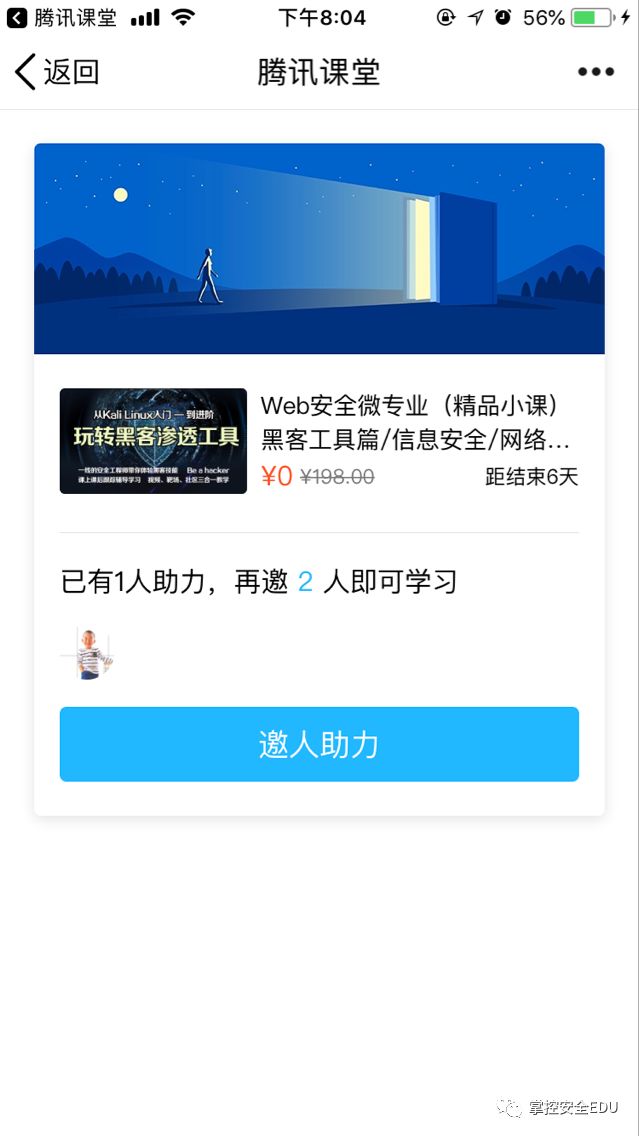 腾讯课堂 下午8:04 56%
返回 腾讯课堂
从Kali Linux入门 — 到进阶
玩转黑客渗透工具
一线的安全工程师带你体验黑客技能 Be a hacker
课上课后跟踪辅导学习 视频、靶场、社区三合一教学
Web安全微专业（精品小课）
黑客工具篇/信息安全/网络...
¥0 ¥198.00 距结束6天
已有1人助力，再邀 2 人即可学习
邀人助力
掌控安全EDU